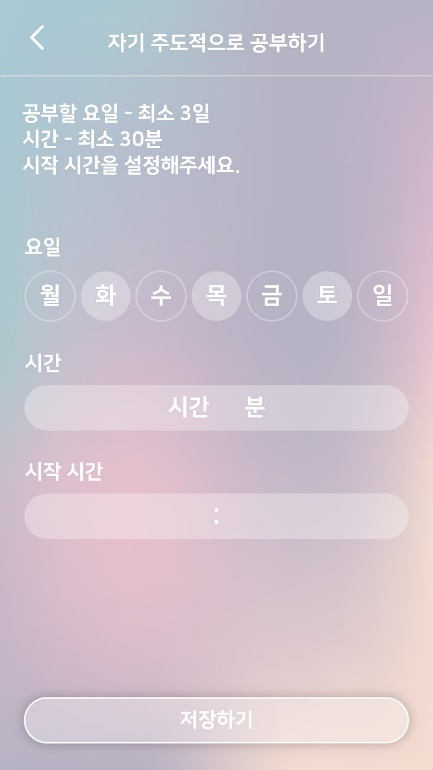 자기 주도적으로 공부하기
공부할 요일 - 최소 3일
시간 - 최소 30분
시작 시간을 설정해주세요.
요일
월 화 수 목 금 토 일
시간
시간 분
시작 시간
:
저장하기